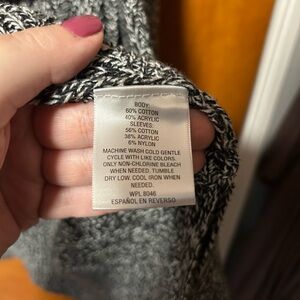 BODY:
60% COTTON
40% ACRYLIC
SLEEVES:
56% COTTON
38% ACRYLIC
6% NYLON
MACHINE WASH COLD GENTLE
CYCLE WITH LIKE COLORS.
ONLY NON-CHLORINE BLEACH
WHEN NEEDED. TUMBLE
DRY LOW, COOL IRON WHEN
NEEDED.
WPL 8046
ESPAÑOL EN REVERSO